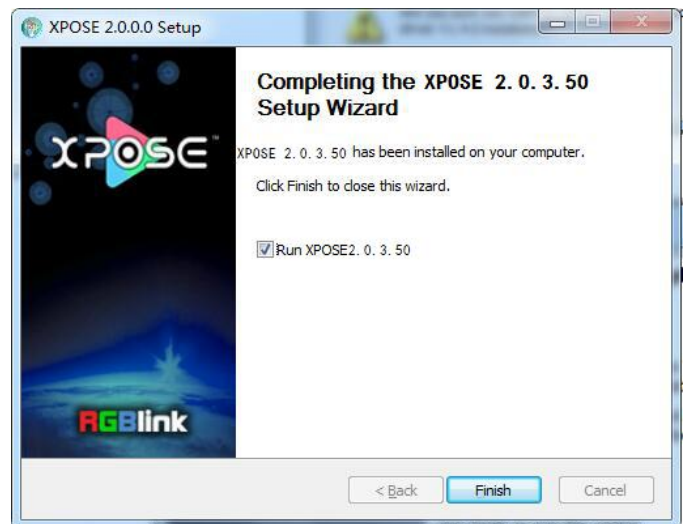 XPOSE 2.0.0.0 Setup
Completing the XPOSE 2.0.3.50
Setup Wizard
XPOSE™
XPOSE 2.0.3.50 has been installed on your computer.
Click Finish to close this wizard.
Run XPOSE2.0.3.50
RGBlink
< Back
Finish
Cancel